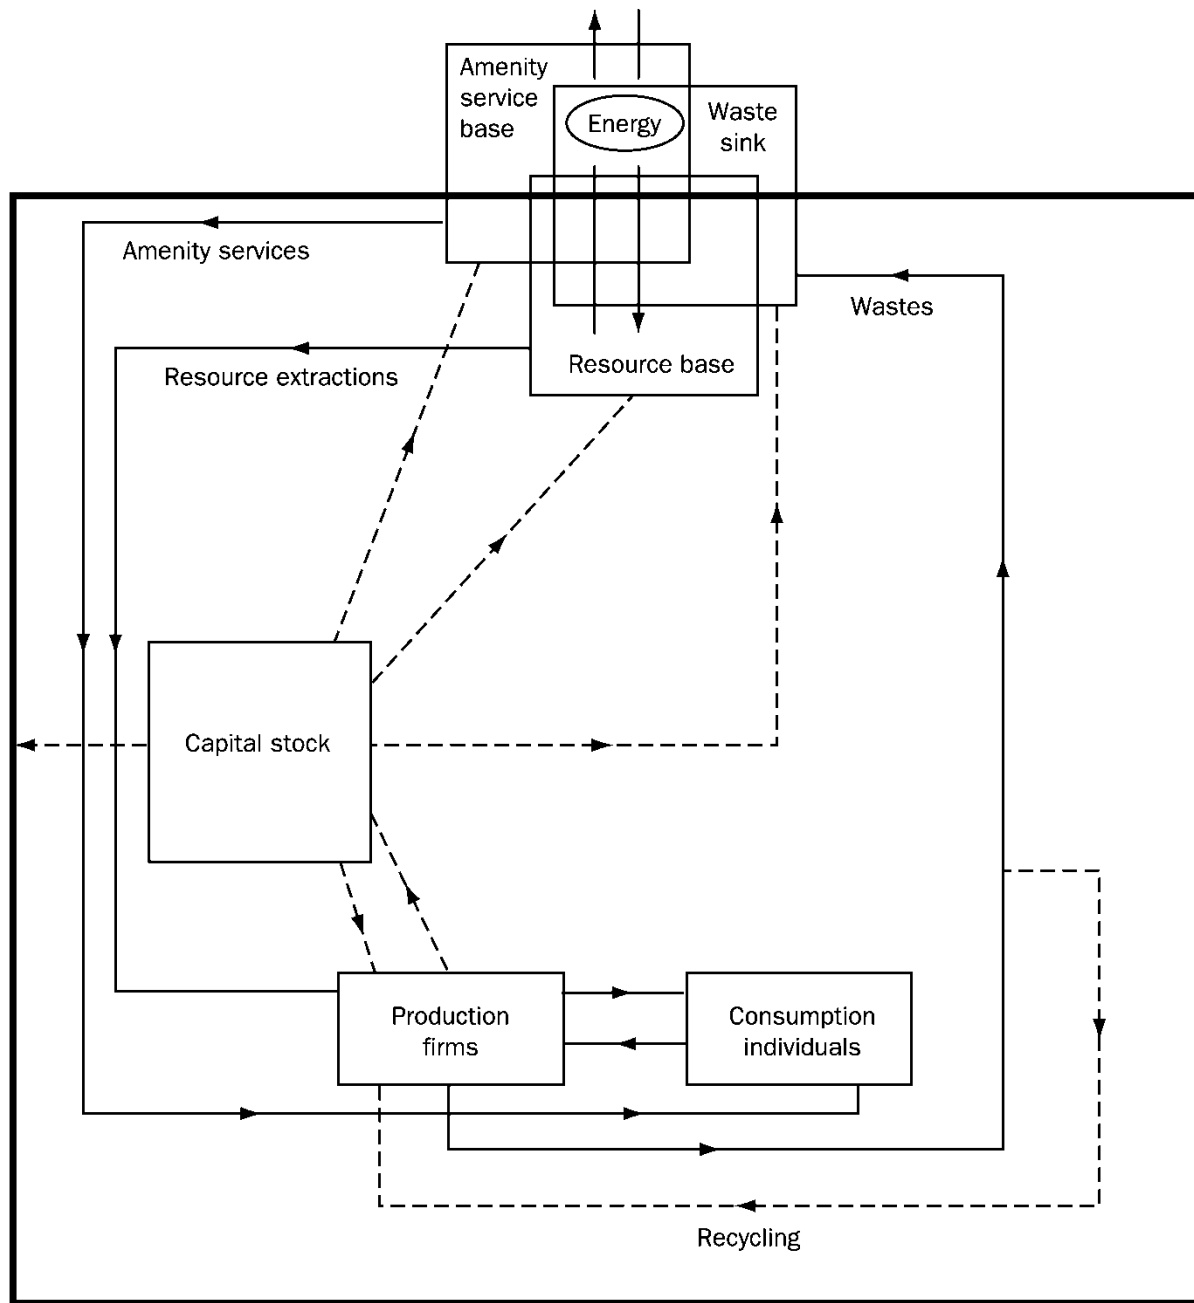 Amenity
service
base
Energy
Waste
sink
Amenity services
Wastes
Resource extractions
Resource base
Capital stock
Production
firms
Consumption
individuals
Recycling